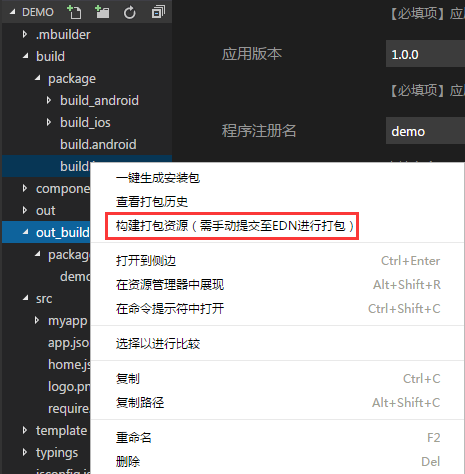 DEMO
.mbuilder
build
package
build_android
build_ios
build.android
build
compone
out
out_build
packag
demo
src
myapp
app.jso
home.js
logo.pn
require.
template
typings
jsconfig.js
【必填项】应
应用版本
1.0.0
【必填项】应
程序注册名
demo
一键生成安装包
查看打包历史
构建打包资源（需手动提交至EDN进行打包）
打开到侧边 Ctrl+Enter
在资源管理器中展现 Alt+Shift+R
在命令提示符中打开 Ctrl+Shift+C
选择以进行比较
复制 Ctrl+C
复制路径 Alt+Shift+C
重命名 F2
删除 Del